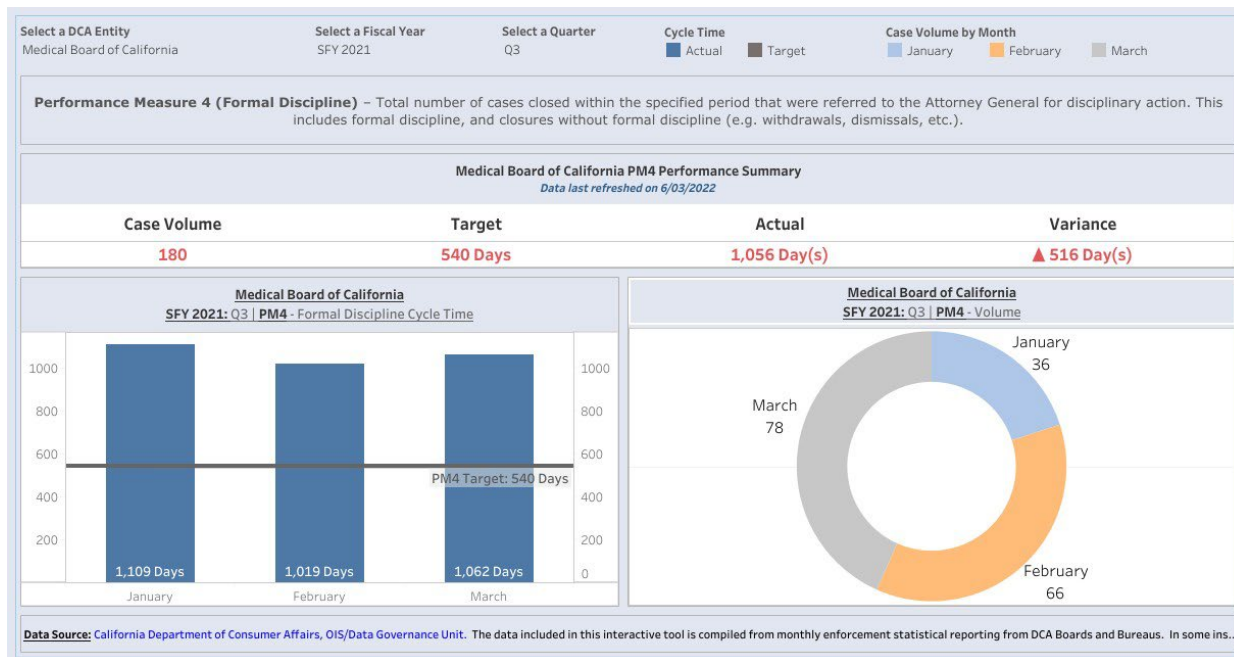 Select a DCA Entity
Medical Board of California
Select a Fiscal Year
SFY 2021
Select a Quarter
Q3
Cycle Time
Actual
Target
Case Volume by Month
January
February
March
Performance Measure 4 (Formal Discipline) – Total number of cases closed within the specified period that were referred to the Attorney General for disciplinary action. This
includes formal discipline, and closures without formal discipline (e.g. withdrawals, dismissals, etc.).
Medical Board of California PM4 Performance Summary
Data last refreshed on 6/03/2022
Case Volume Target Actual Variance
180 540 Days 1,056 Day(s) ▲ 516 Day(s)
Medical Board of California
SFY 2021: Q3 | PM4 - Formal Discipline Cycle Time
1000
800
600
400
200
1000
800
600
400
200
0
PM4 Target: 540 Days
1,109 Days
1,019 Days
1,062 Days
January
February
March
Medical Board of California
SFY 2021: Q3 | PM4 - Volume
January
36
March
78
February
66
Data Source: California Department of Consumer Affairs, OIS/Data Governance Unit. The data included in this interactive tool is compiled from monthly enforcement statistical reporting from DCA Boards and Bureaus. In some ins..